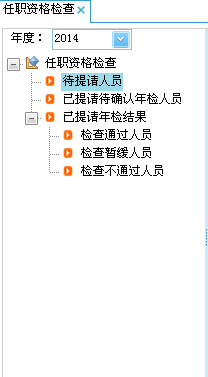 任职资格检查
年度： 2014
任职资格检查
待提请人员
已提请待确认年检人员
已提请年检结果
检查通过人员
检查暂缓人员
检查不通过人员